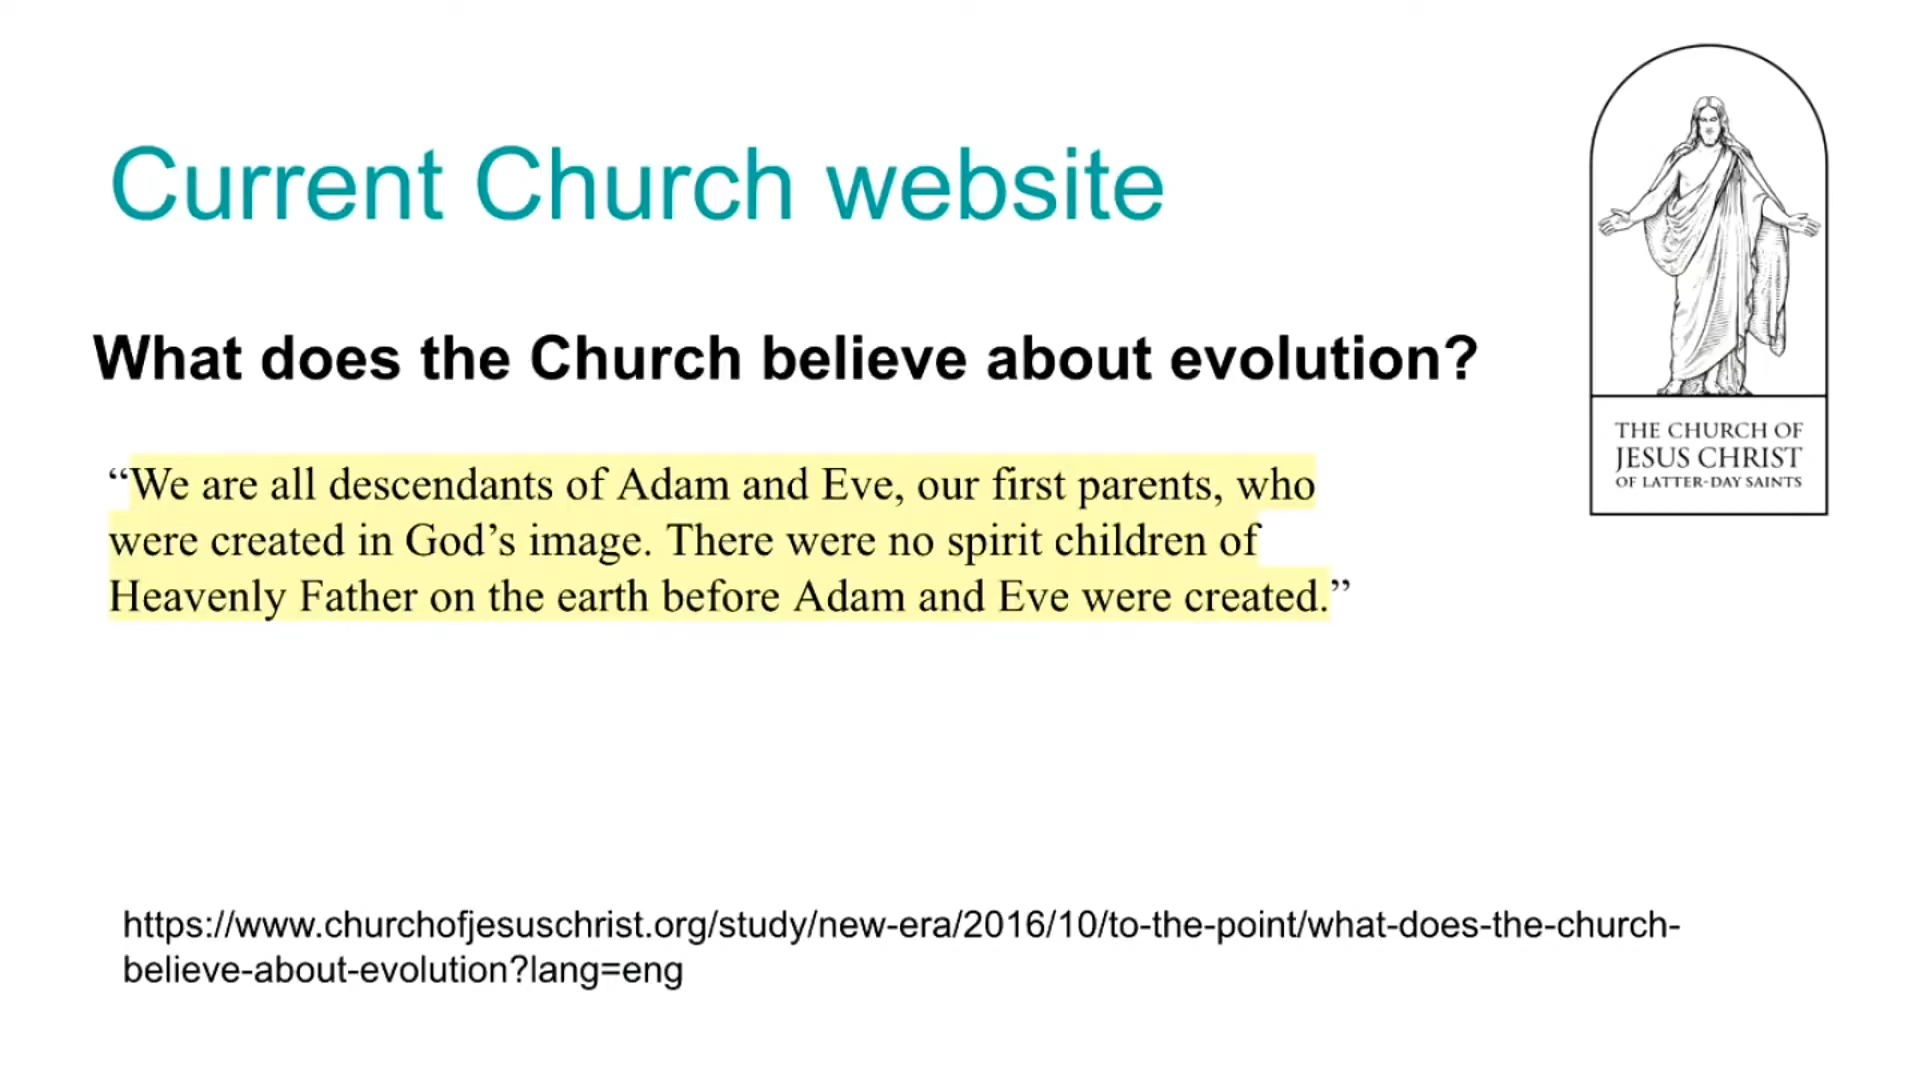 Current Church website
What does the Church believe about evolution?
“We are all descendants of Adam and Eve, our first parents, who
were created in God’s image. There were no spirit children of
Heavenly Father on the earth before Adam and Eve were created.”
THE CHURCH OF
JESUS CHRIST
OF LATTER-DAY SAINTS
https://www.churchofjesuschrist.org/study/new-era/2016/10/to-the-point/what-does-the-church-
believe-about-evolution?lang=eng